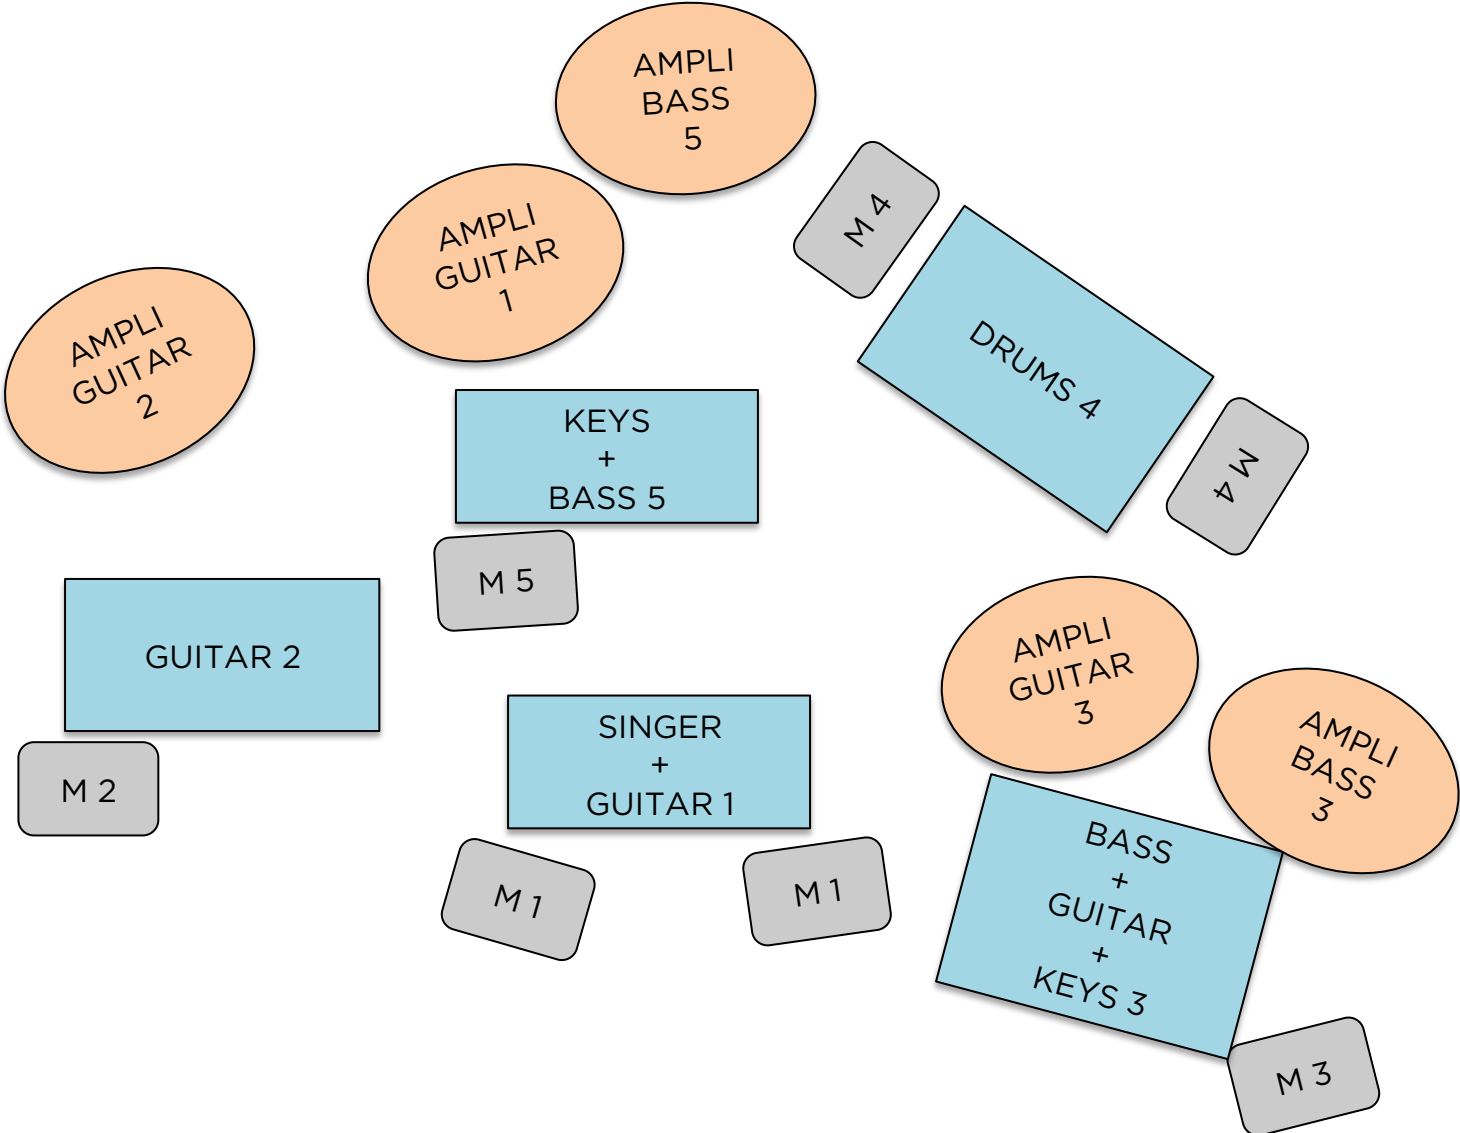 AMPLI
BASS
5
AMPLI
GUITAR
1
M 4
AMPLI
GUITAR
2
DRUMS 4
KEYS
+
BASS 5
M 4
M 5
GUITAR 2
AMPLI
GUITAR
3
AMPLI
BASS
3
SINGER
+
GUITAR 1
M 2
BASS
+
GUITAR
+
KEYS 3
M 1
M 1
M 3